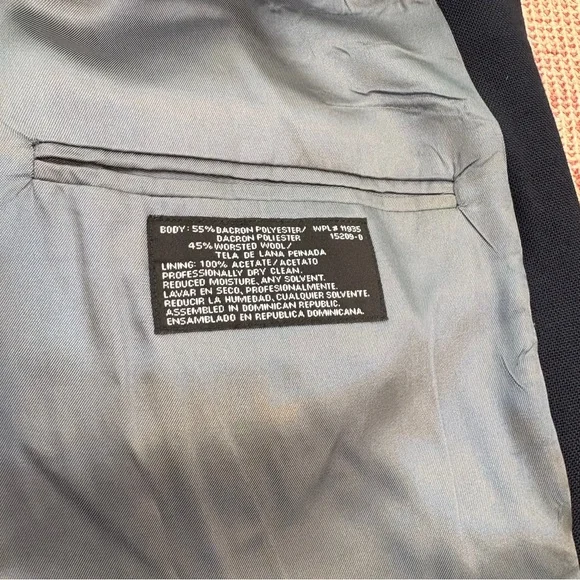 BODY: 55% DACRON POLYESTER/ WPL# 11935
DACRON POLIESTER 15209-0
45% WORSTED WOOL/
TELA DE LANA PEINADA
LINING: 100% ACETATE/ACETATO
PROFESSIONALLY DRY CLEAN.
REDUCED MOISTURE, ANY SOLVENT.
LAVAR EN SECO, PROFESIONALMENTE.
REDUCIR LA HUMEDAD, CUALQUIER SOLVENTE.
ASSEMBLED IN DOMINICAN REPUBLIC.
ENSAMBLADO EN REPUBLICA DOMINICANA.